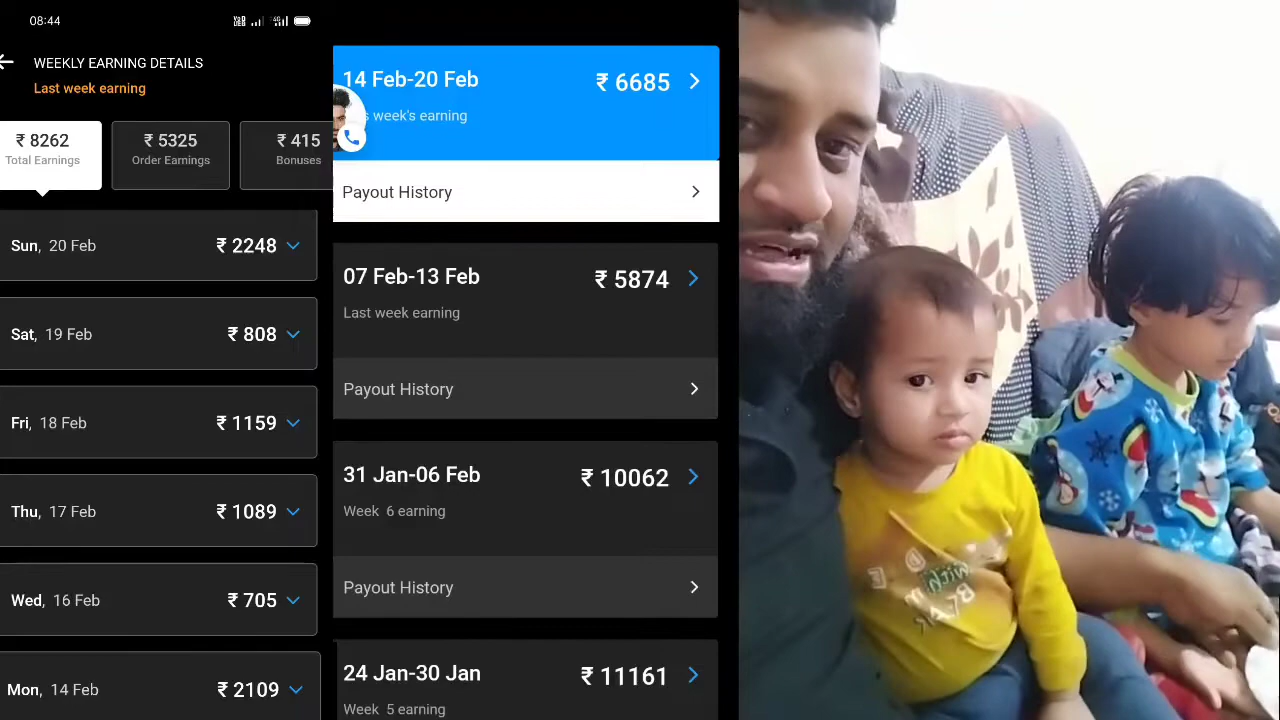 08:44
WEEKLY EARNING DETAILS
Last week earning
₹ 8262
Total Earnings
₹ 5325
Order Earnings
₹ 415
Bonuses
Sun, 20 Feb ₹ 2248
Sat, 19 Feb ₹ 808
Fri, 18 Feb ₹ 1159
Thu, 17 Feb ₹ 1089
Wed, 16 Feb ₹ 705
Mon, 14 Feb ₹ 2109
14 Feb-20 Feb ₹ 6685
week's earning
Payout History
07 Feb-13 Feb ₹ 5874
Last week earning
Payout History
31 Jan-06 Feb ₹ 10062
Week 6 earning
Payout History
24 Jan-30 Jan ₹ 11161
Week 5 earning